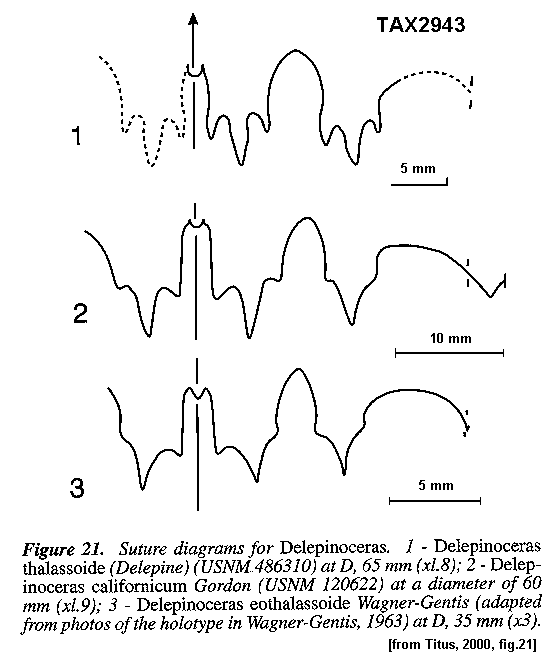 TAX2943
1
5 mm
2
10 mm
3
5 mm
Figure 21. Suture diagrams for Delepinoceras. 1 - Delepinoceras
thalassoide (Delepine) (USNM 486310) at D, 65 mm (xl.8); 2 - Delep-
inoceras californicum Gordon (USNM 120622) at a diameter of 60
mm (xl.9); 3 - Delepinoceras eothalassoide Wagner-Gentis (adapted
from photos of the holotype in Wagner-Gentis, 1963) at D, 35 mm (x3).
[from Titus, 2000, fig.21]